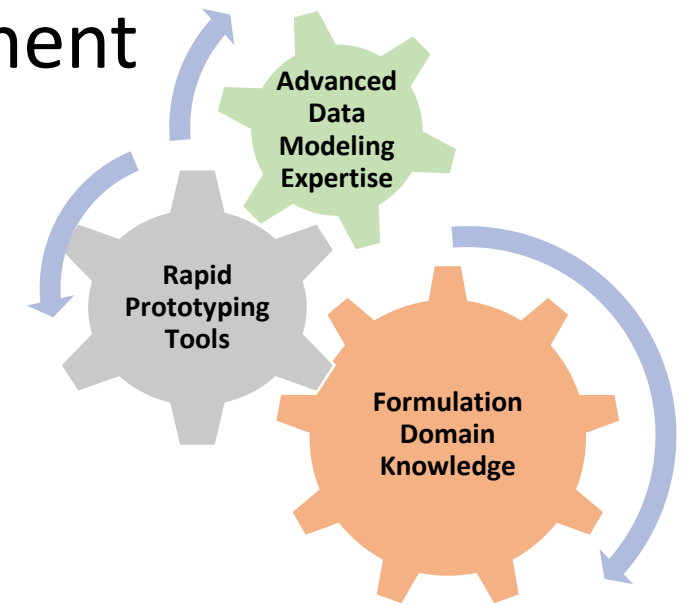 nent
Advanced
Data
Modeling
Expertise
Rapid
Prototyping
Tools
Formulation
Domain
Knowledge